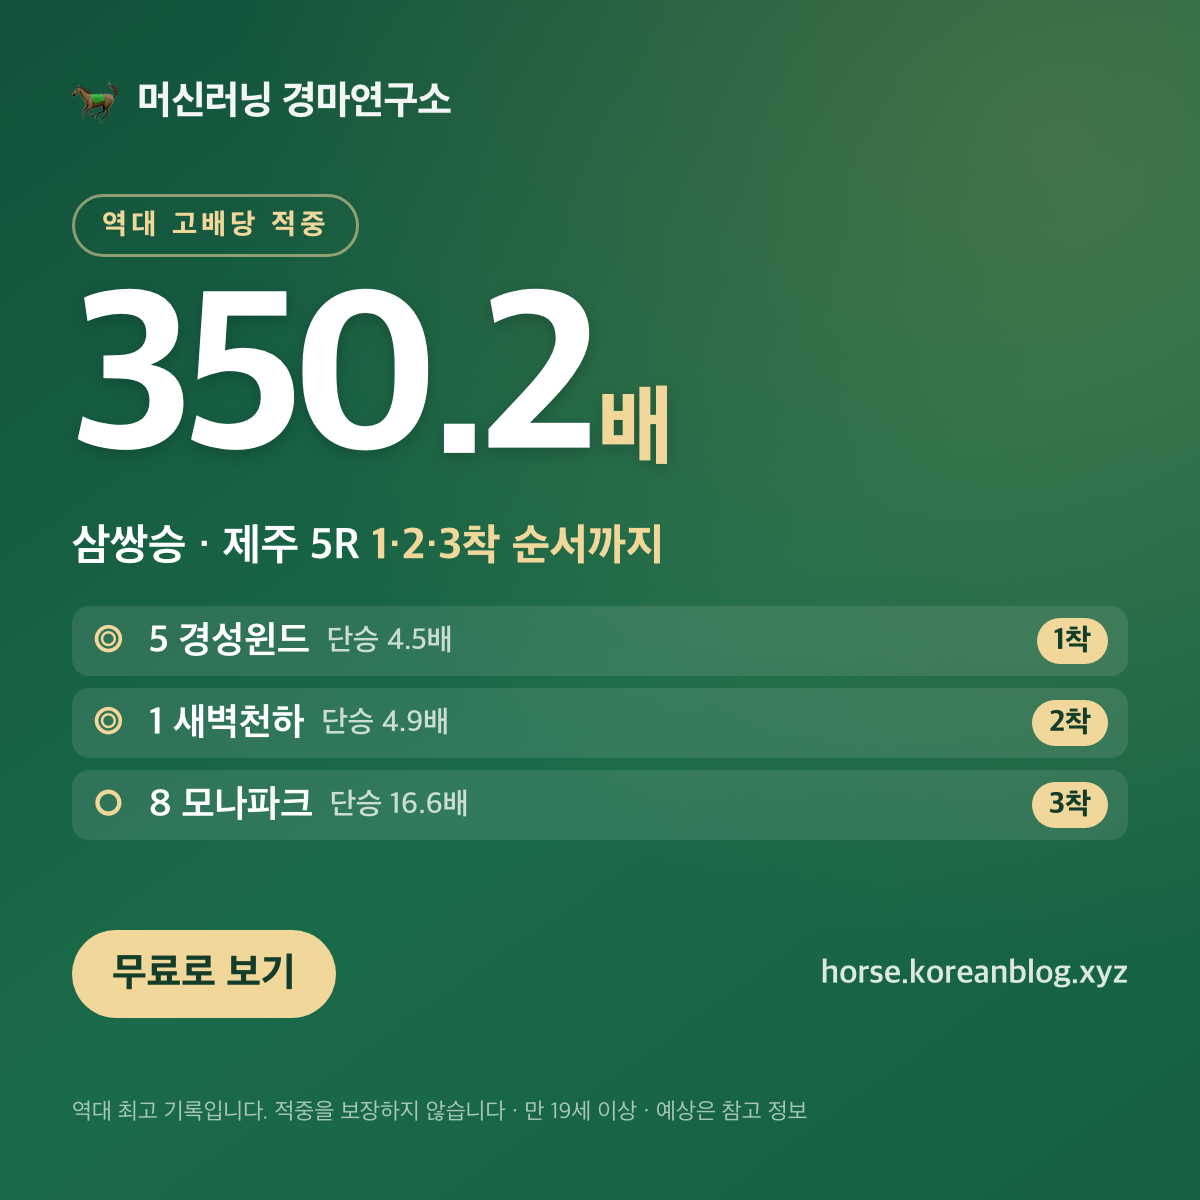 머신러닝 경마연구소
역대 고배당 적중
350.2배
삼쌍승 · 제주 5R 1·2·3착 순서까지
◎ 5 경성윈드 단승 4.5배 1착
◎ 1 새벽천하 단승 4.9배 2착
○ 8 모나파크 단승 16.6배 3착
무료로 보기
horse.koreanblog.xyz
역대 최고 기록입니다. 적중을 보장하지 않습니다 · 만 19세 이상 · 예상은 참고 정보